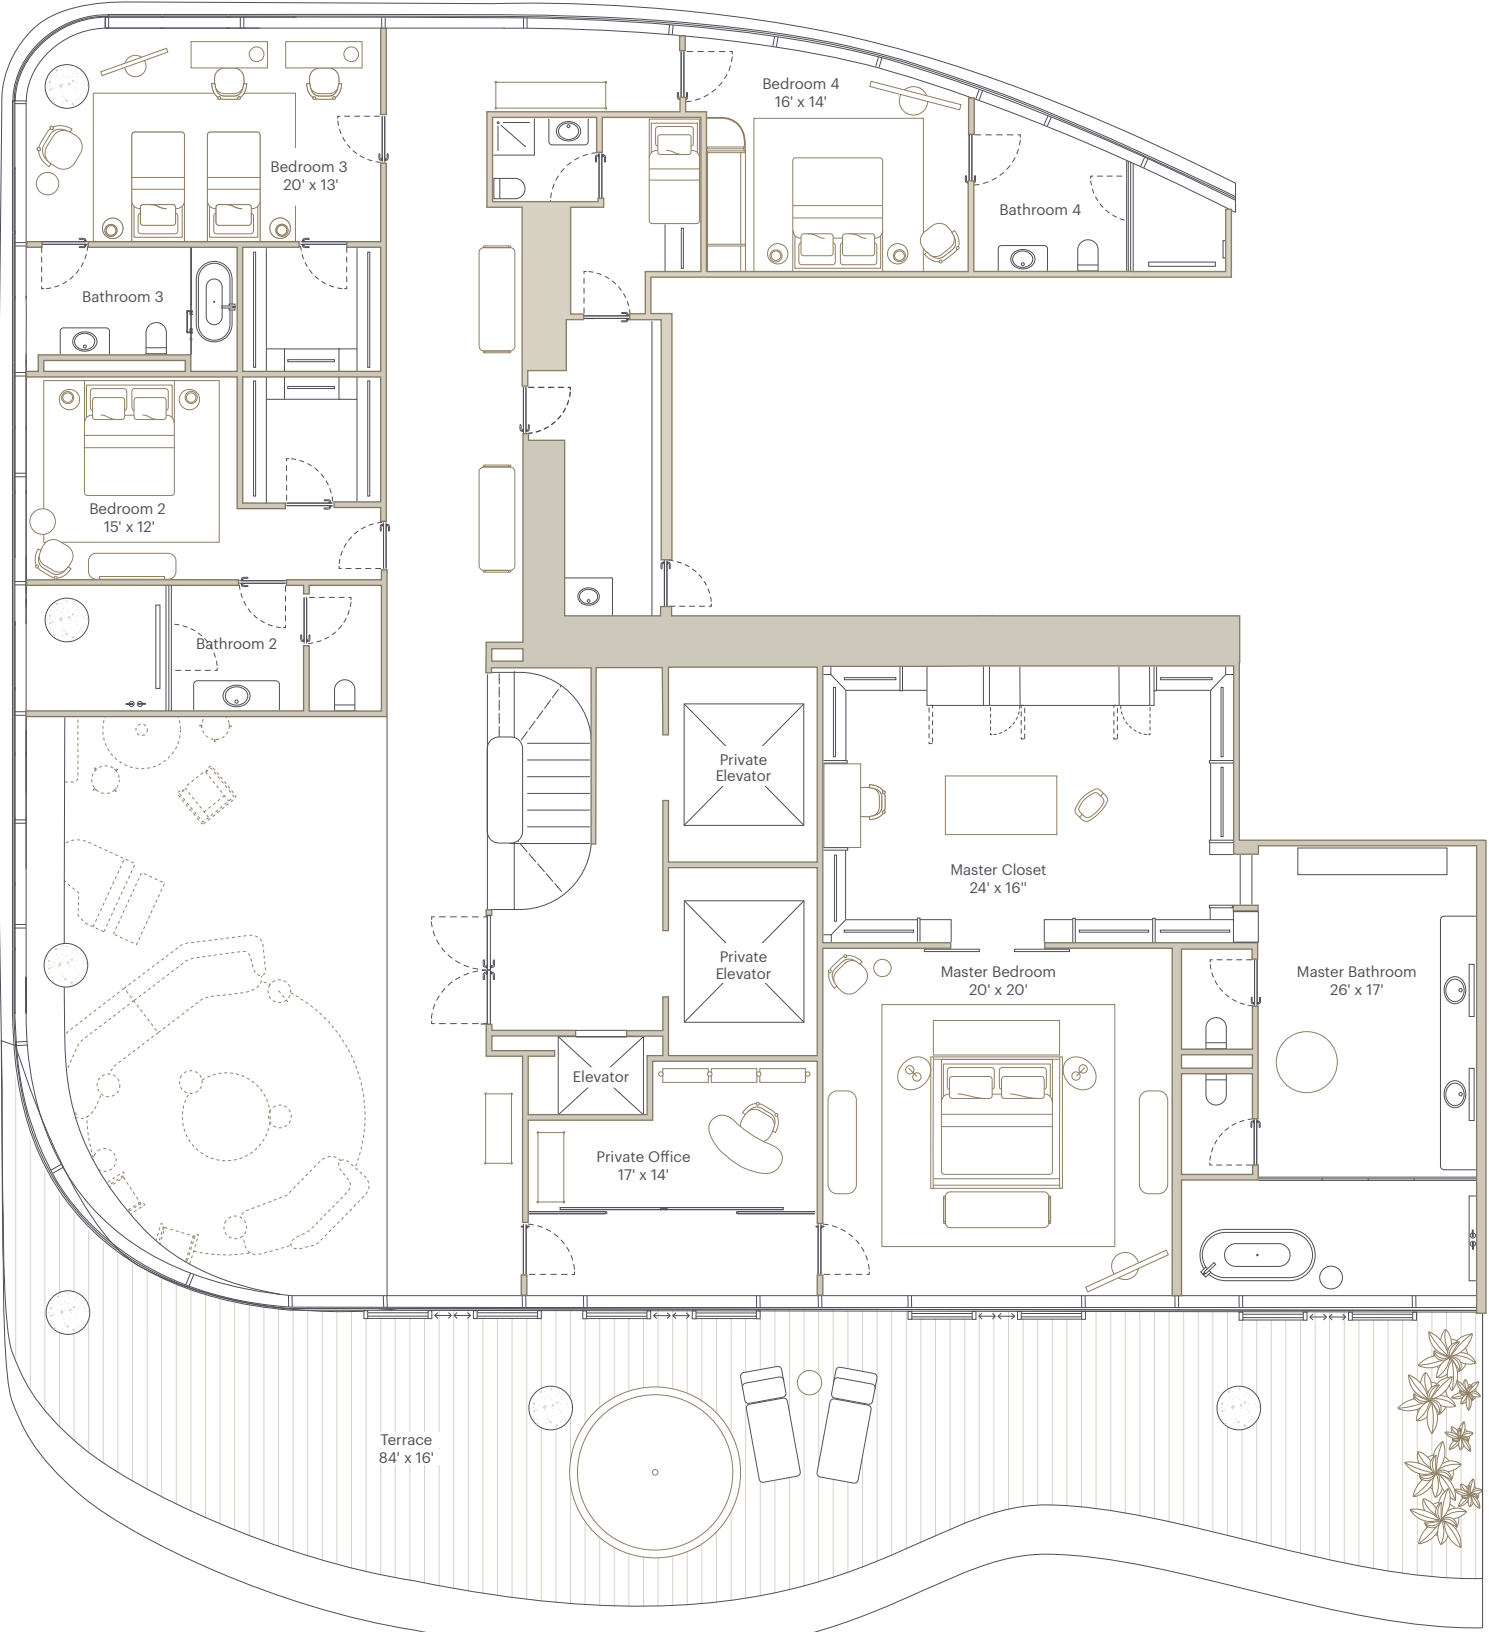 Bedroom 4
16' x 14'
Bedroom 3
20' x 13'
Bathroom 4
Bathroom 3
Bedroom 2
15' x 12'
Bathroom 2
Private
Elevator
Master Closet
24' x 16"
Private
Elevator
Master Bedroom
20' x 20'
Master Bathroom
26' x 17'
Elevator
Private Office
17' x 14'
Terrace
84' x 16'